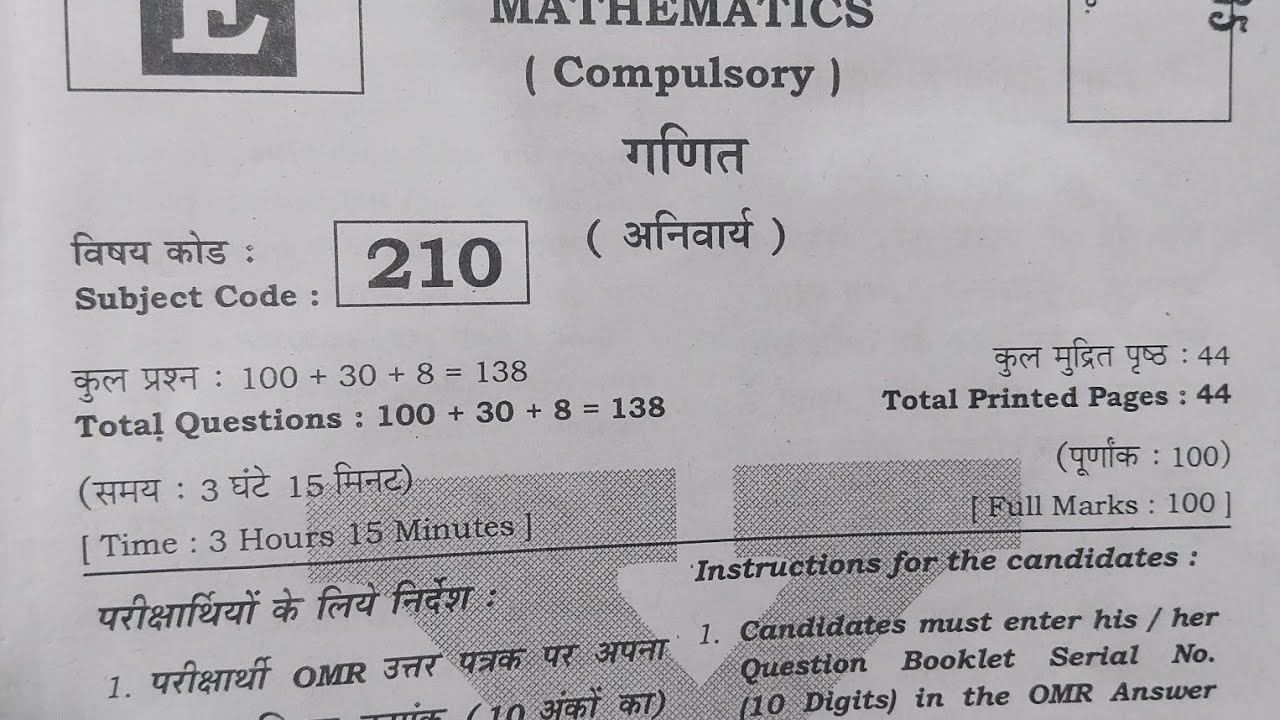 E
MATHEMATICS
( Compulsory )
गणित
( अनिवार्य )
विषय कोड :
Subject Code :
210
कुल प्रश्न : 100 + 30 + 8 = 138
Total Questions : 100 + 30 + 8 = 138
कुल मुद्रित पृष्ठ : 44
Total Printed Pages : 44
(समय : 3 घंटे 15 मिनट)
[ Time : 3 Hours 15 Minutes ]
(पूर्णांक : 100)
[ Full Marks : 100 ]
परीक्षार्थियों के लिये निर्देश :
1. परीक्षार्थी OMR उत्तर पत्रक पर अपना
(10 अंकों का)
Instructions for the candidates :
1. Candidates must enter his / her
Question Booklet Serial No.
(10 Digits) in the OMR Answer